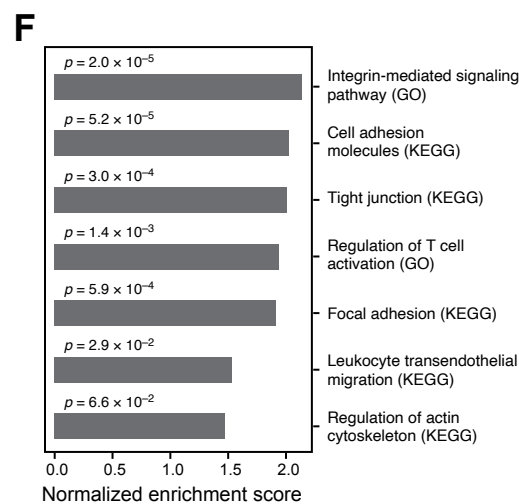 F
p = 2.0 × 10⁻⁵
Integrin-mediated signaling
pathway (GO)
p = 5.2 × 10⁻⁵
Cell adhesion
molecules (KEGG)
p = 3.0 × 10⁻⁴
Tight junction (KEGG)
p = 1.4 × 10⁻³
Regulation of T cell
activation (GO)
p = 5.9 × 10⁻⁴
Focal adhesion (KEGG)
p = 2.9 × 10⁻²
Leukocyte transendothelial
migration (KEGG)
p = 6.6 × 10⁻²
Regulation of actin
cytoskeleton (KEGG)
0.0 0.5 1.0 1.5 2.0
Normalized enrichment score